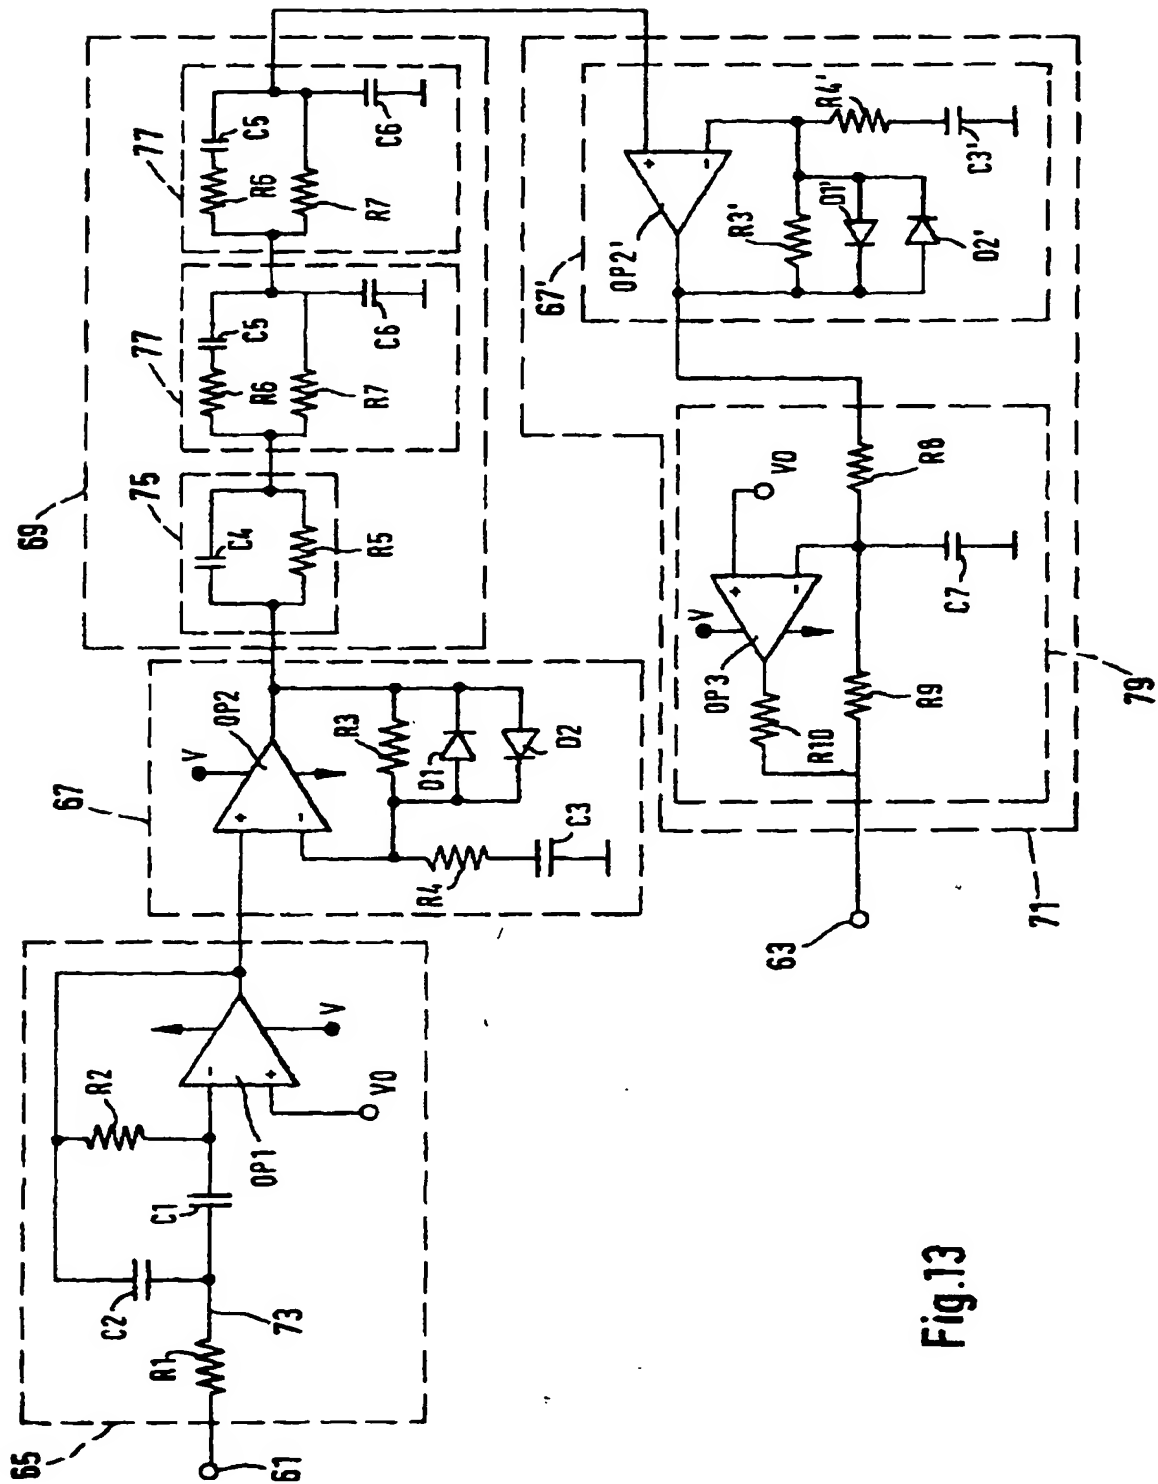 65
61
R1
73
C2
C1
R2
-
+
OP1
V0
V
67
V
OP2
+
-
R4
C3
R3
D1
D2
69
75
C4
R5
77
R6
C5
R7
C6
77
R6
C5
R7
C6
67'
OP2'
+
-
R3'
D1'
D2'
R4'
C3'
71
79
63
R10
R9
OP3
V
+
-
V0
C7
R8
Fig.13